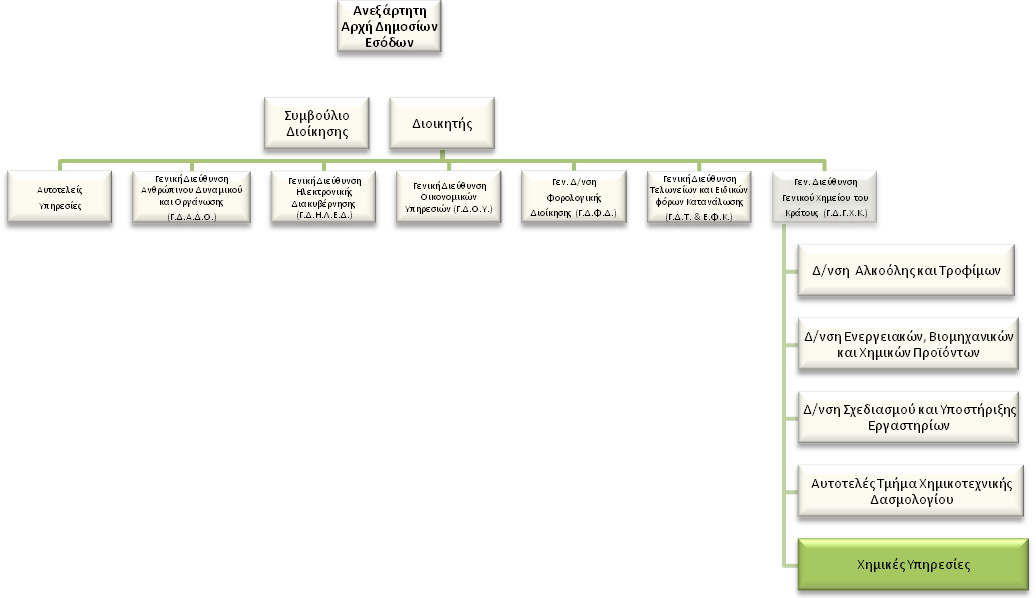 Ανεξάρτητη
Αρχή Δημοσίων
Εσόδων
Συμβούλιο
Διοίκησης
Διοικητής
Αυτοτελείς
Υπηρεσίες
Γενική Διεύθυνση
Ανθρώπινου Δυναμικού
και Οργάνωσης
(Γ.Δ.Α.Δ.Ο.)
Γενική Διεύθυνση
Ηλεκτρονικής
Διακυβέρνησης
(Γ.Δ.Η.Λ.Ε.Δ.)
Γενική Διεύθυνση
Οικονομικών
Υπηρεσιών (Γ.Δ.Ο.Υ.)
Γεν. Δ/νση
Φορολογικής
Διοίκησης (Γ.Δ.Φ.Δ.)
Γενική Διεύθυνση
Τελωνείων και Ειδικών
φόρων Κατανάλωσης
(Γ.Δ.Τ. & Ε.Φ.Κ.)
Γεν. Διεύθυνση
Γενικού Χημείου του
Κράτους (Γ.Δ.Γ.Χ.Κ.)
Δ/νση Αλκοόλης και Τροφίμων
Δ/νση Ενεργειακών, Βιομηχανικών
και Χημικών Προϊόντων
Δ/νση Σχεδιασμού και Υποστήριξης
Εργαστηρίων
Αυτοτελές Τμήμα Χημικοτεχνικής
Δασμολογίου
Χημικές Υπηρεσίες